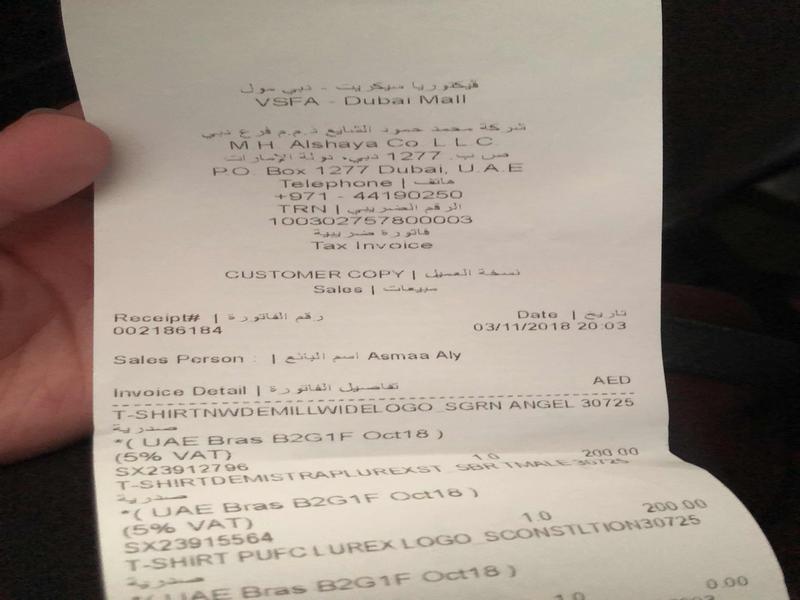 فيكتوريا سيكريت - دبي مول
VSFA - Dubai Mall
شركة محمد حمود الشايع ذ.م.م فرع دبي
M.H. Alshaya Co. L.L.C.
ص.ب. 1277 دبي، دولة الإمارات
P.O. Box 1277 Dubai, U.A.E
Telephone | هاتف
+971 - 44190250
TRN | الرقم الضريبي
100302757800003
فاتورة ضريبية
Tax Invoice
CUSTOMER COPY | نسخة العميل
Sales | مبيعات
Receipt# | رقم الفاتورة
Date | تاريخ
002186184
03/11/2018 20:03
Sales Person : | اسم البائع Asmaa Aly
Invoice Detail | تفاصيل الفاتورة
AED
T-SHIRTNWDEMILLWIDELOGO_SGRN ANGEL 30725
صدرية
*( UAE Bras B2G1F Oct18 )
(5% VAT)
SX23912796 1.0 200.00
T-SHIRTDEMISTRAPLUREXST_SBR TMALE 30725
صدرية
*( UAE Bras B2G1F Oct18 )
(5% VAT)
SX23915564 1.0 200.00
T-SHIRT PUFC LUREX LOGO_SCONSTLTION30725
صدرية
*( UAE Bras B2G1F Oct18 )
1.0 0.00